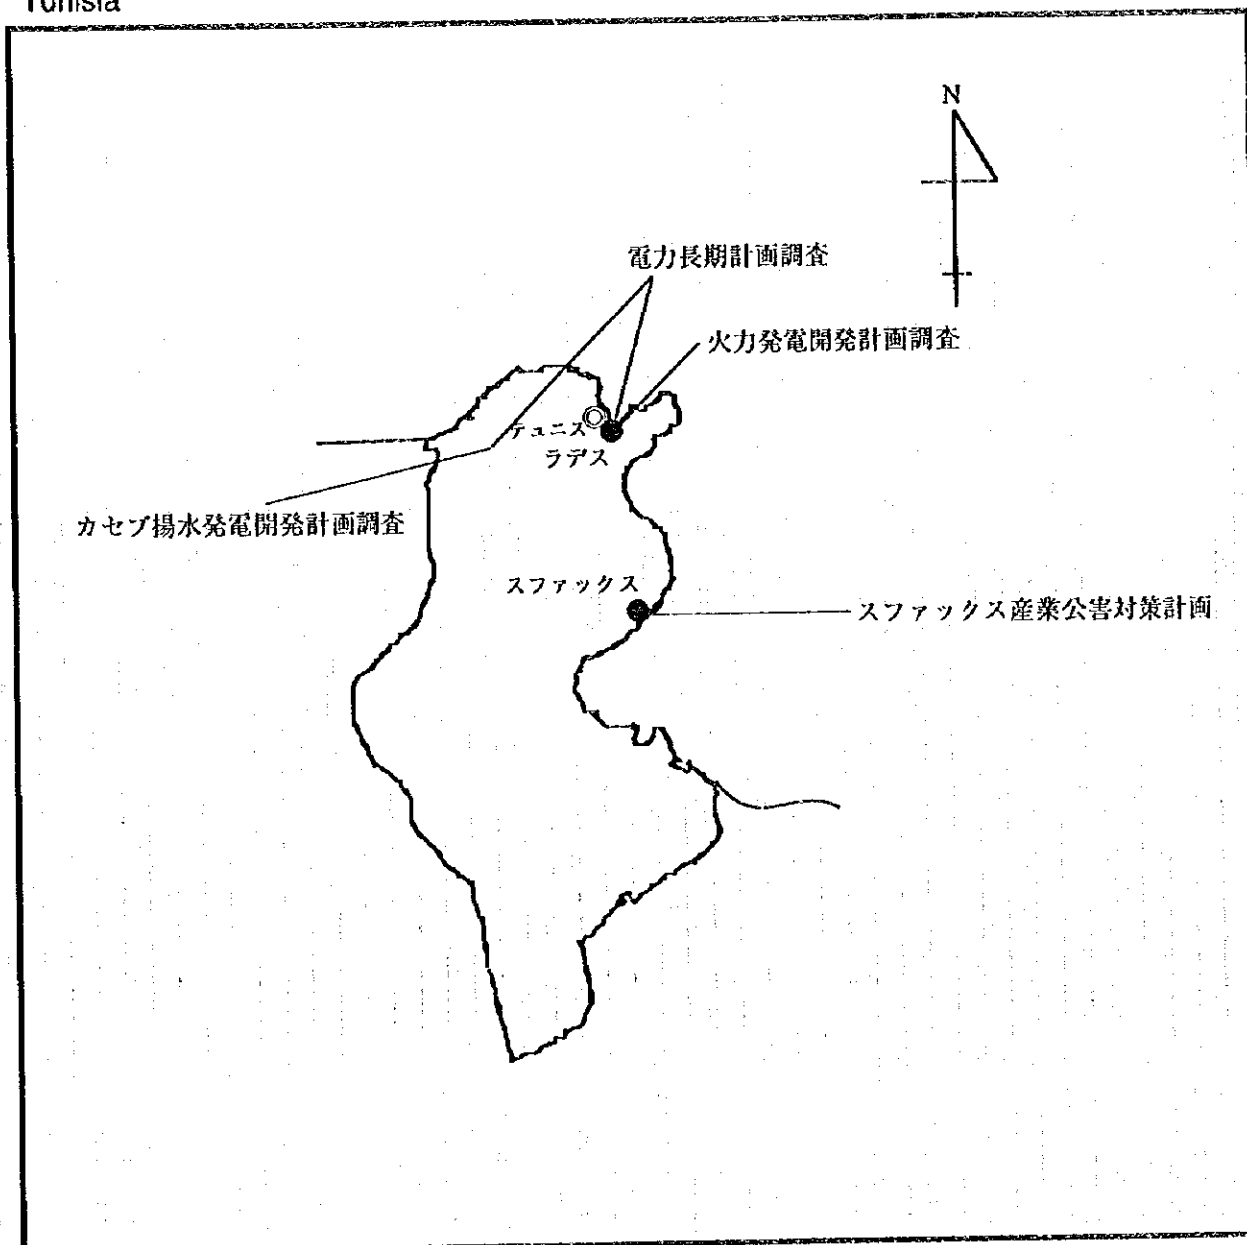 Tunisia
N
電力長期計画調査
火力発電開発計画調査
テュニス
ラデス
カセブ揚水発電開発計画調査
スファックス
スファックス産業公害対策計画